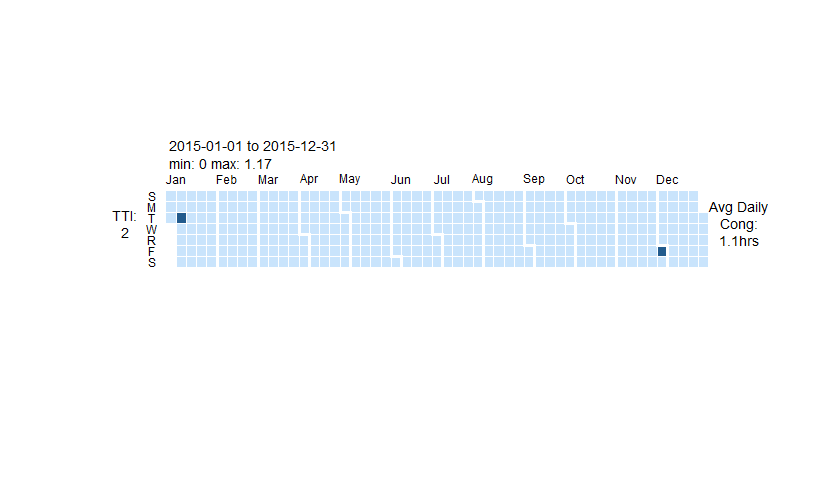 2015-01-01 to 2015-12-31
min: 0 max: 1.17
Jan Feb Mar Apr May Jun Jul Aug Sep Oct Nov Dec
S
M
T
W
R
F
S
TTI:
2
Avg Daily
Cong:
1.1hrs